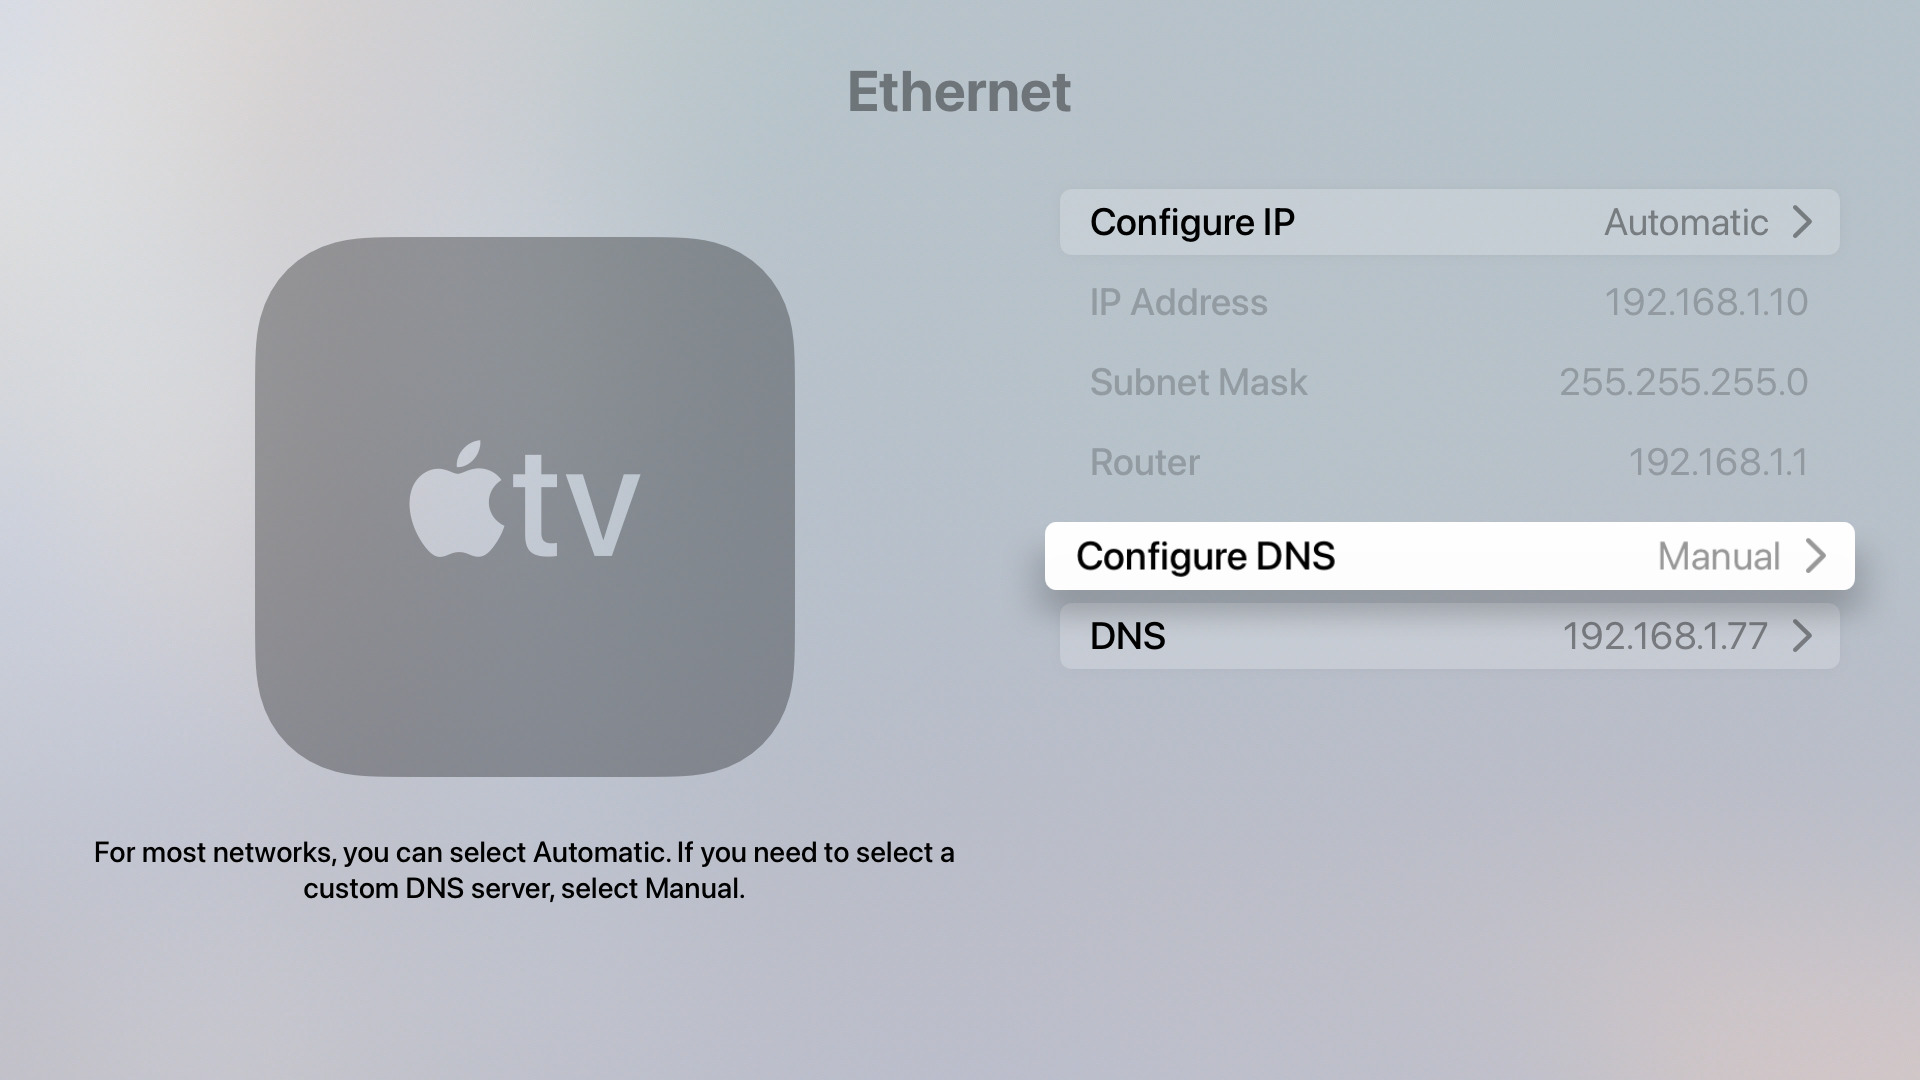 Ethernet
Configure IP Automatic
IP Address 192.168.1.10
Subnet Mask 255.255.255.0
Router 192.168.1.1
Configure DNS Manual
DNS 192.168.1.77
tv
For most networks, you can select Automatic. If you need to select a
custom DNS server, select Manual.